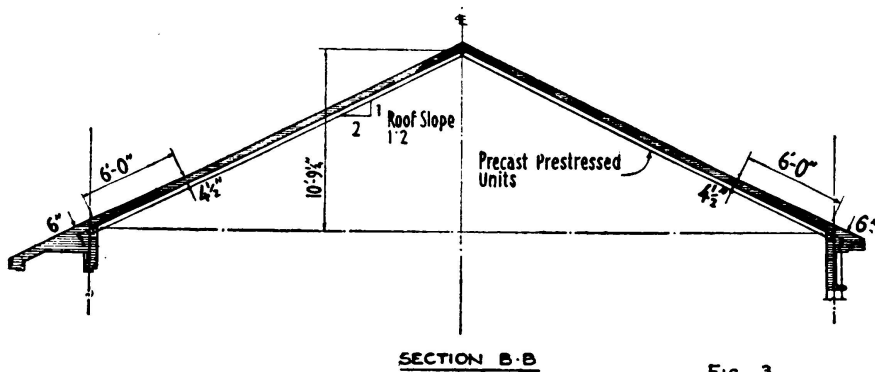 ℄
1
2
Roof Slope
1:2
6'-0"
4½"
6"
10'-9¼"
Precast Prestressed
Units
6'-0"
4½"
6"
SECTION B-B
Fig. 3